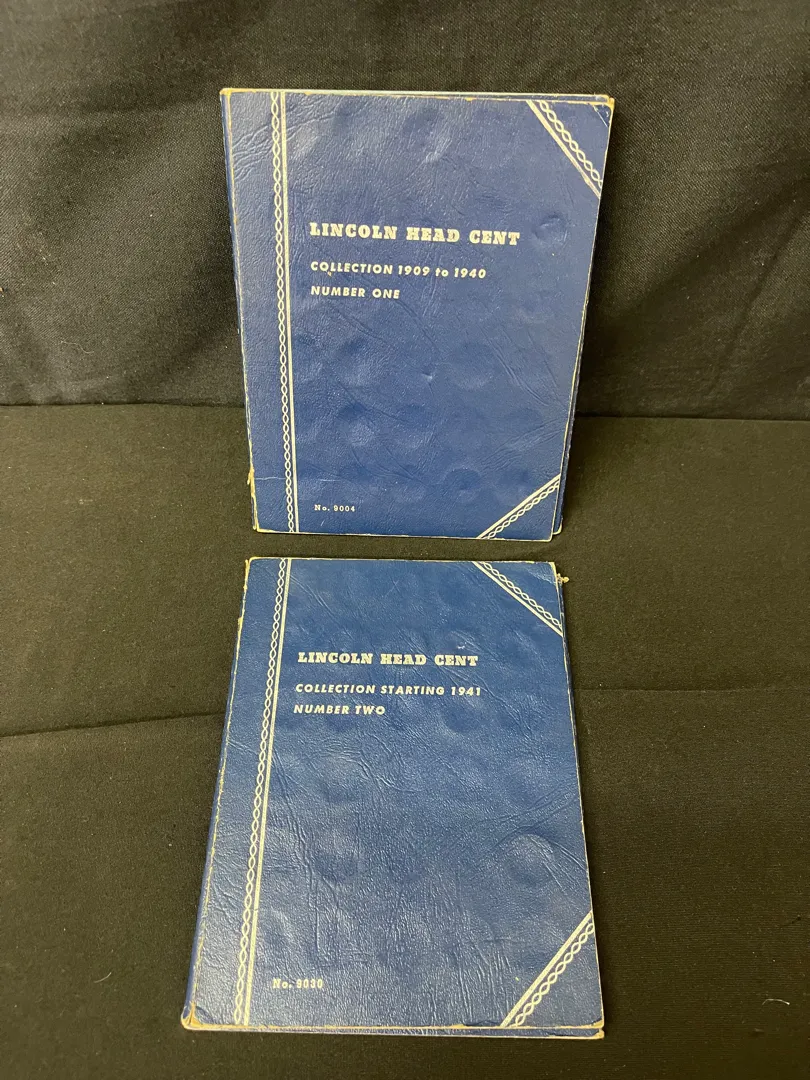 LINCOLN HEAD CENT
COLLECTION 1909 to 1940
NUMBER ONE
No. 9004
LINCOLN HEAD CENT
COLLECTION STARTING 1941
NUMBER TWO
No. 9030